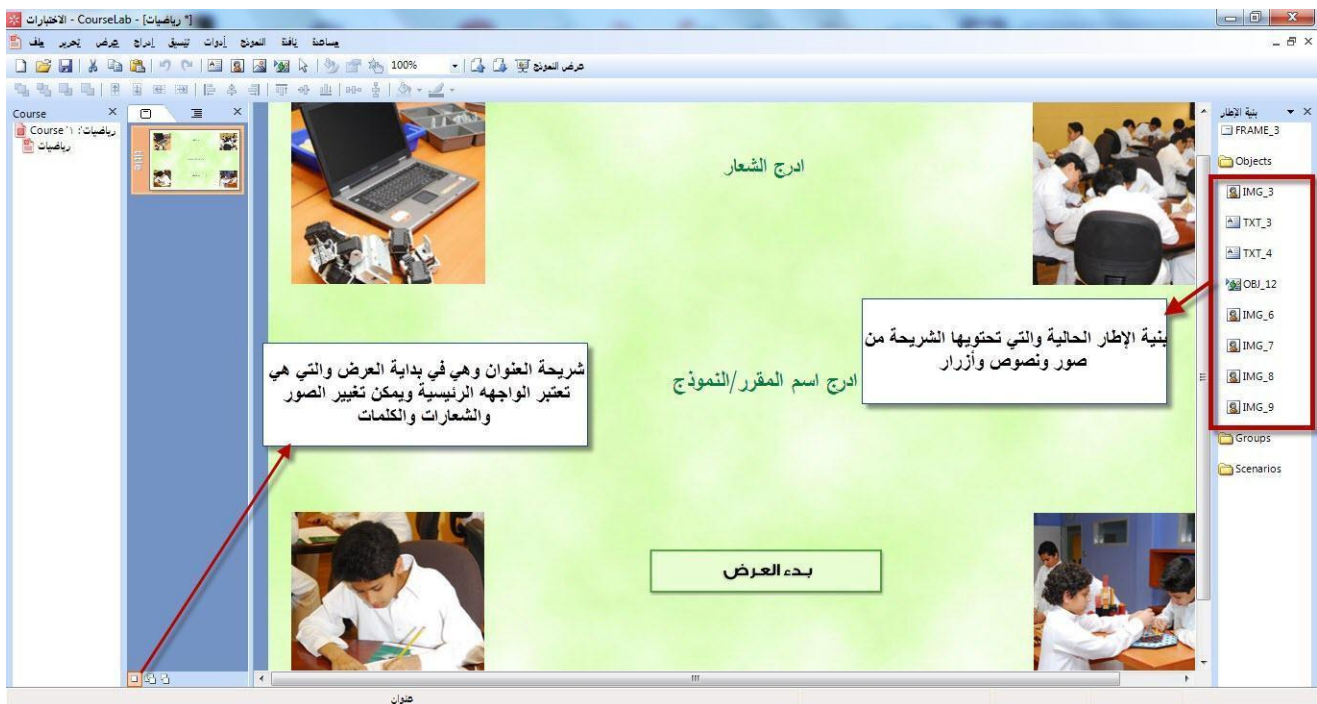 الاختبارات - CourseLab - [رياضيات *]
ملف تحرير عرض إدراج تنسيق أدوات النموذج نافذة مساعدة
100%
عرض النموذج
Course
رياضيات: Course '١
رياضيات
title
ادرج الشعار
شريحة العنوان وهي في بداية العرض والتي هي
تعتبر الواجهه الرئيسية ويمكن تغيير الصور
والشعارات والكلمات
ادرج اسم المقرر/النموذج
بنية الإطار الحالية والتي تحتويها الشريحة من
صور ونصوص وأزرار
بدء العرض
بنية الإطار
FRAME_3
Objects
IMG_3
TXT_3
TXT_4
OBJ_12
IMG_6
IMG_7
IMG_8
IMG_9
Groups
Scenarios
عنوان